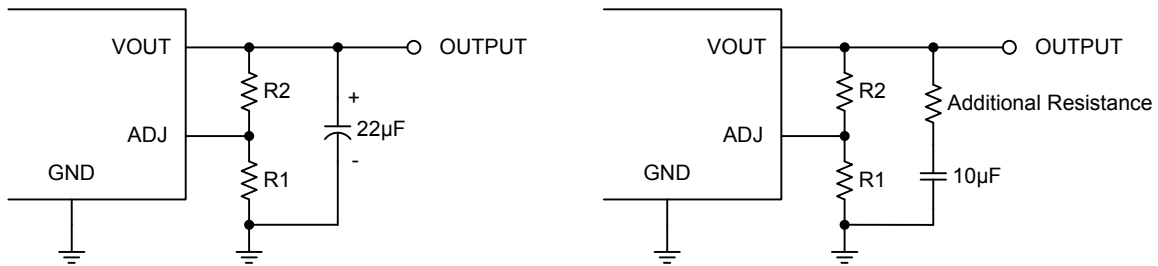 VOUT
OUTPUT
R2
+
22µF
-
ADJ
R1
GND
VOUT
OUTPUT
R2
Additional Resistance
ADJ
R1
10µF
GND